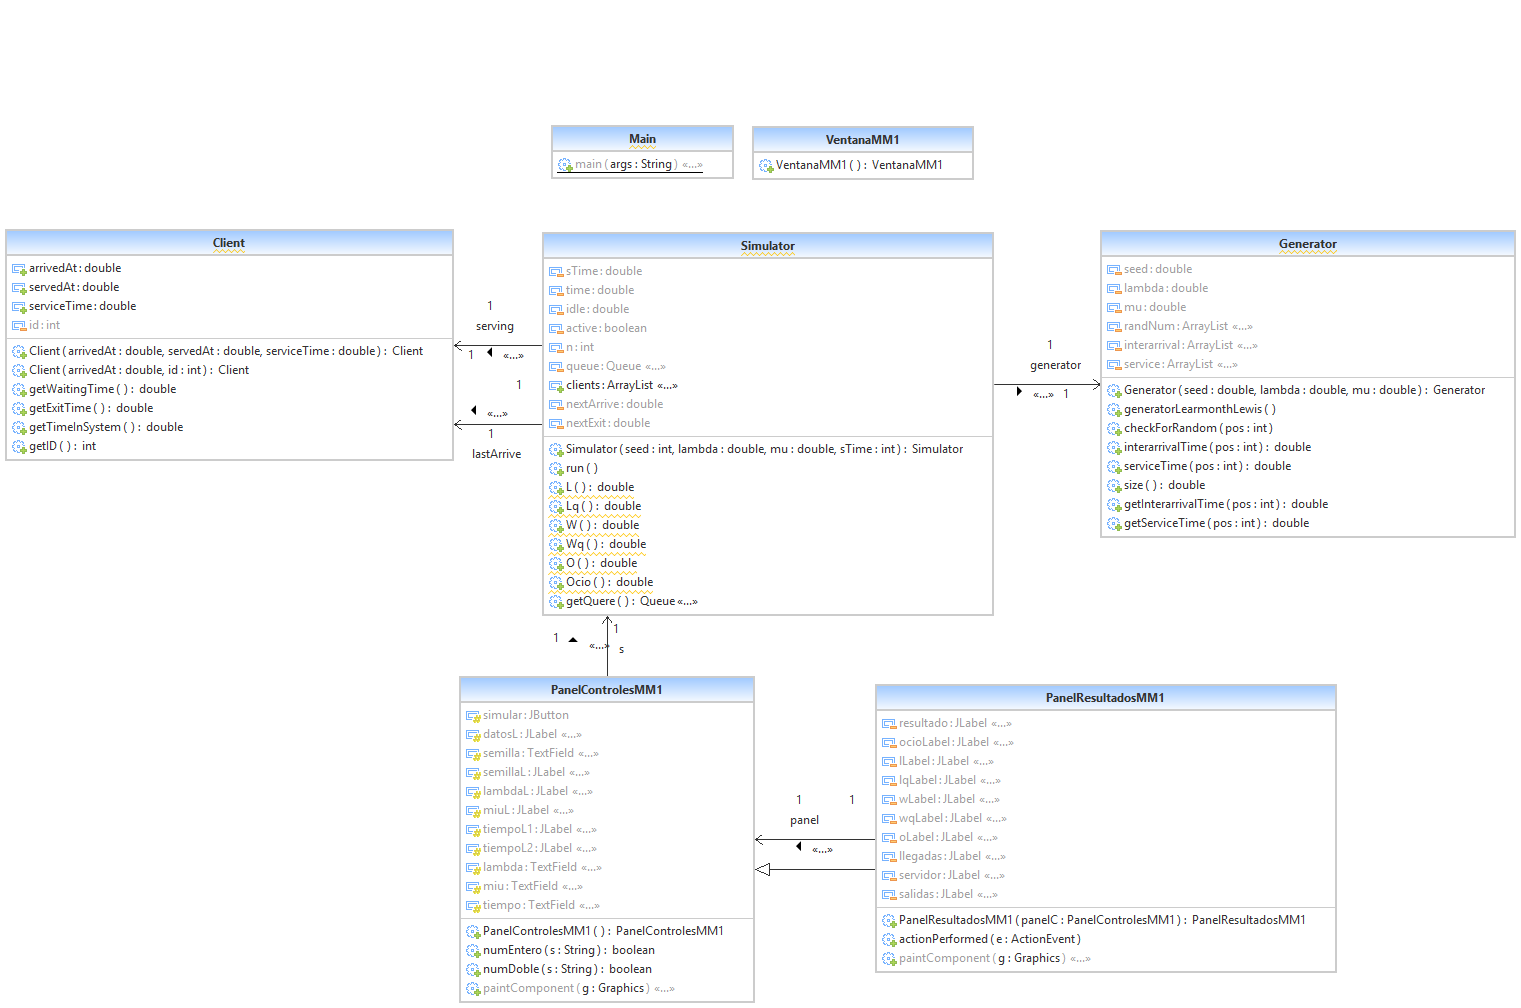 Main
main ( args : String ) «...»
VentanaMM1
VentanaMM1 ( ) : VentanaMM1
Client
arrivedAt : double
servedAt : double
serviceTime : double
id : int
Client ( arrivedAt : double, servedAt : double, serviceTime : double ) : Client
Client ( arrivedAt : double, id : int ) : Client
getWaitingTime ( ) : double
getExitTime ( ) : double
getTimeInSystem ( ) : double
getID ( ) : int
1
serving
1 «...»
1
«...»
1
lastArrive
Simulator
sTime : double
time : double
idle : double
active : boolean
n : int
queue : Queue «...»
clients : ArrayList «...»
nextArrive : double
nextExit : double
Simulator ( seed : int, lambda : double, mu : double, sTime : int ) : Simulator
run ( )
L ( ) : double
Lq ( ) : double
W ( ) : double
Wq ( ) : double
O ( ) : double
Ocio ( ) : double
getQuere ( ) : Queue «...»
1
generator
«...» 1
Generator
seed : double
lambda : double
mu : double
randNum : ArrayList «...»
interarrival : ArrayList «...»
service : ArrayList «...»
Generator ( seed : double, lambda : double, mu : double ) : Generator
generatorLearmonthLewis ( )
checkForRandom ( pos : int )
interarrivalTime ( pos : int ) : double
serviceTime ( pos : int ) : double
size ( ) : double
getInterarrivalTime ( pos : int ) : double
getServiceTime ( pos : int ) : double
1
1
«...»
s
PanelControlesMM1
simular : JButton
datosL : JLabel «...»
semilla : TextField «...»
semillaL : JLabel «...»
lambdaL : JLabel «...»
miuL : JLabel «...»
tiempoL1 : JLabel «...»
tiempoL2 : JLabel «...»
lambda : TextField «...»
miu : TextField «...»
tiempo : TextField «...»
PanelControlesMM1 ( ) : PanelControlesMM1
numEntero ( s : String ) : boolean
numDoble ( s : String ) : boolean
paintComponent ( g : Graphics ) «...»
1 1
panel
«...»
PanelResultadosMM1
resultado : JLabel «...»
ocioLabel : JLabel «...»
lLabel : JLabel «...»
lqLabel : JLabel «...»
wLabel : JLabel «...»
wqLabel : JLabel «...»
oLabel : JLabel «...»
llegadas : JLabel «...»
servidor : JLabel «...»
salidas : JLabel «...»
PanelResultadosMM1 ( panelC : PanelControlesMM1 ) : PanelResultadosMM1
actionPerformed ( e : ActionEvent )
paintComponent ( g : Graphics ) «...»